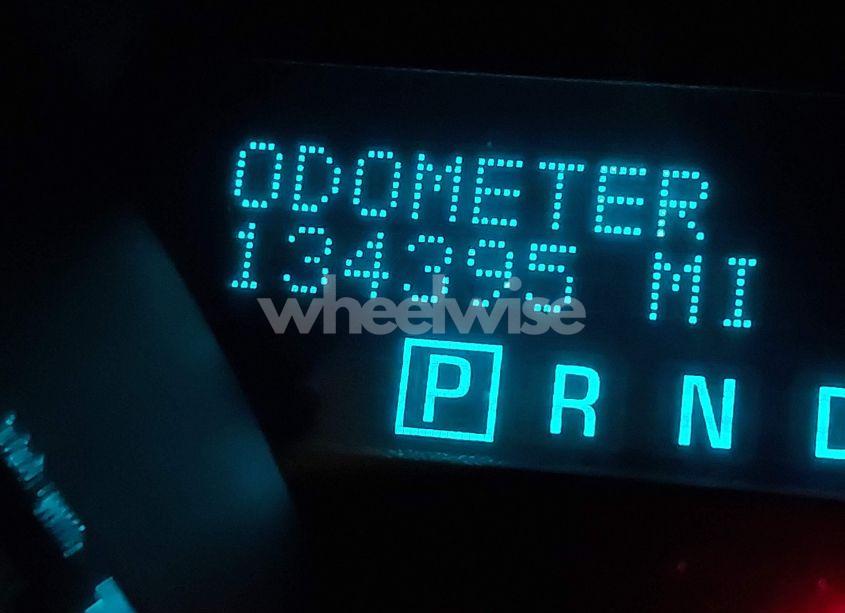 ODOMETER
134395 MI
wheelwise
P R N